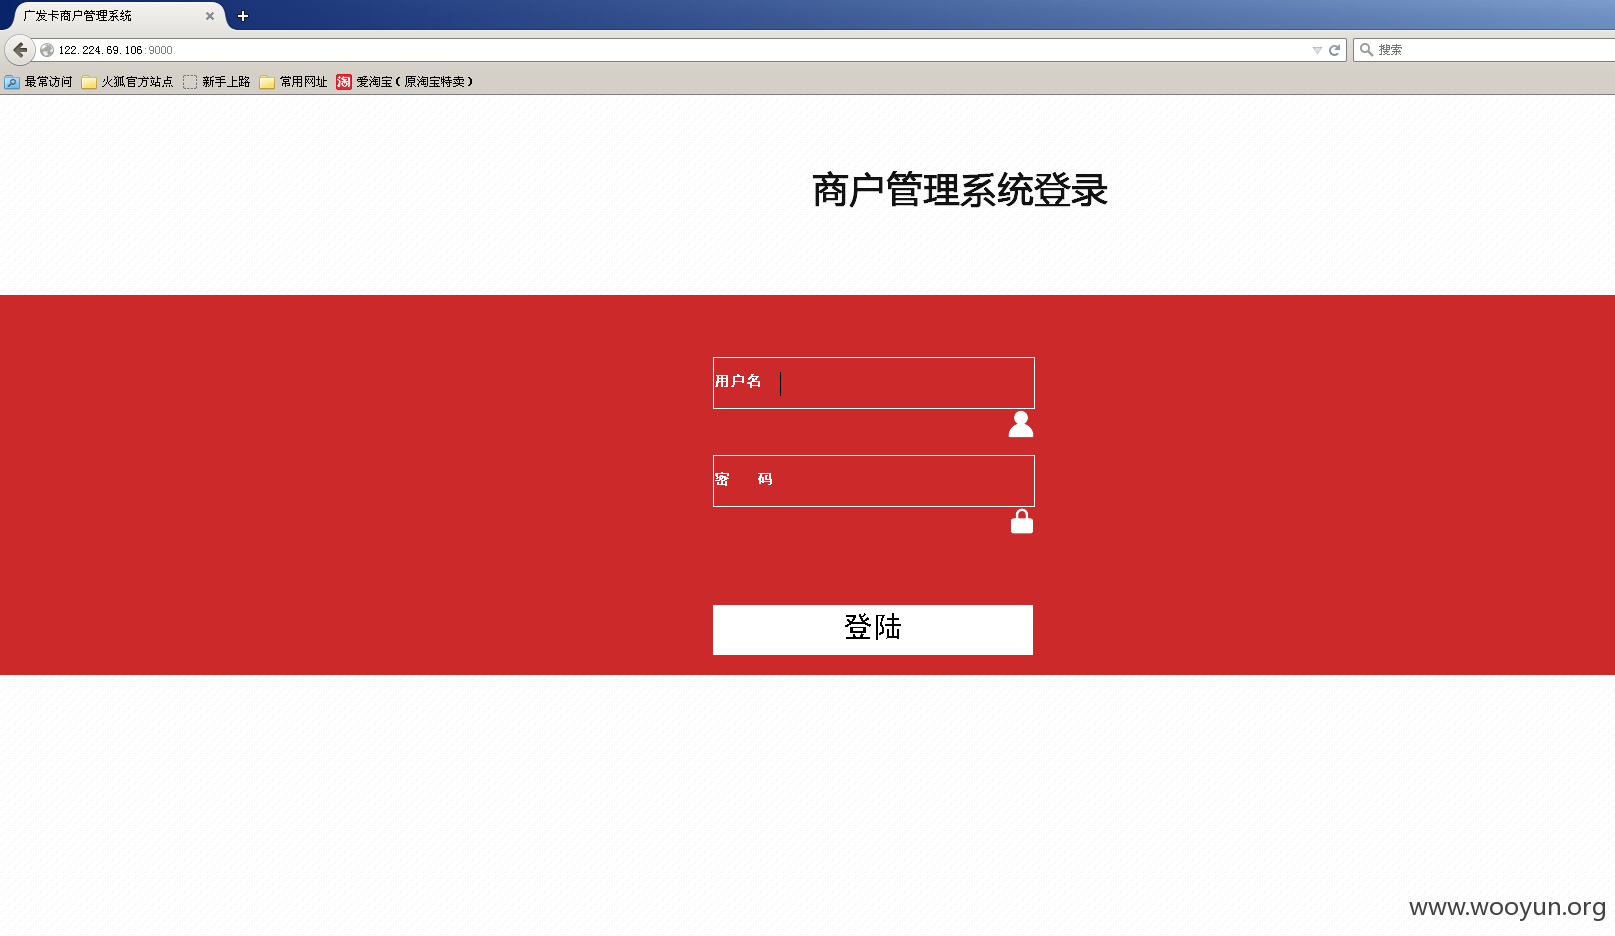 广发卡商户管理系统
122.224.69.106:9000
搜索
最常访问 火狐官方站点 新手上路 常用网址 淘 爱淘宝（原淘宝特卖）
商户管理系统登录
用户名
密 码
登陆
www.wooyun.org